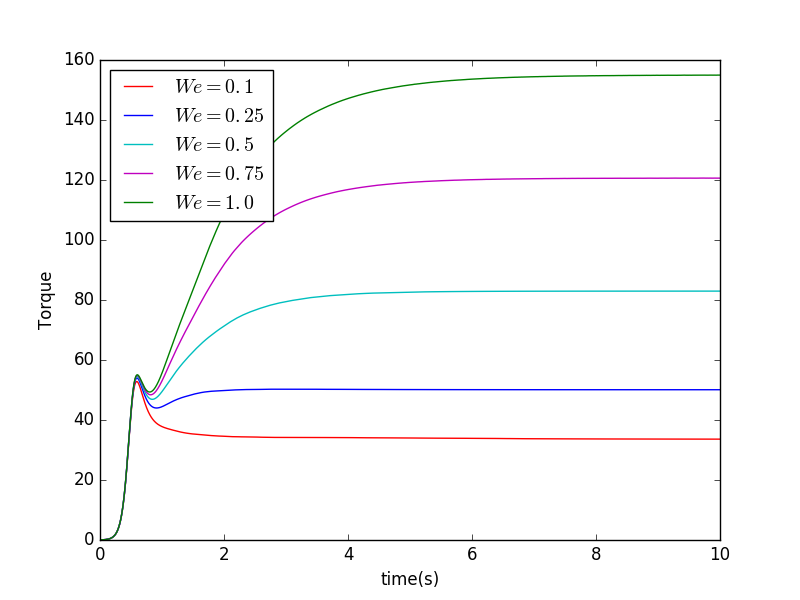 160
140
120
100
80
60
40
20
0
Torque
We = 0.1
We = 0.25
We = 0.5
We = 0.75
We = 1.0
0 2 4 6 8 10
time(s)